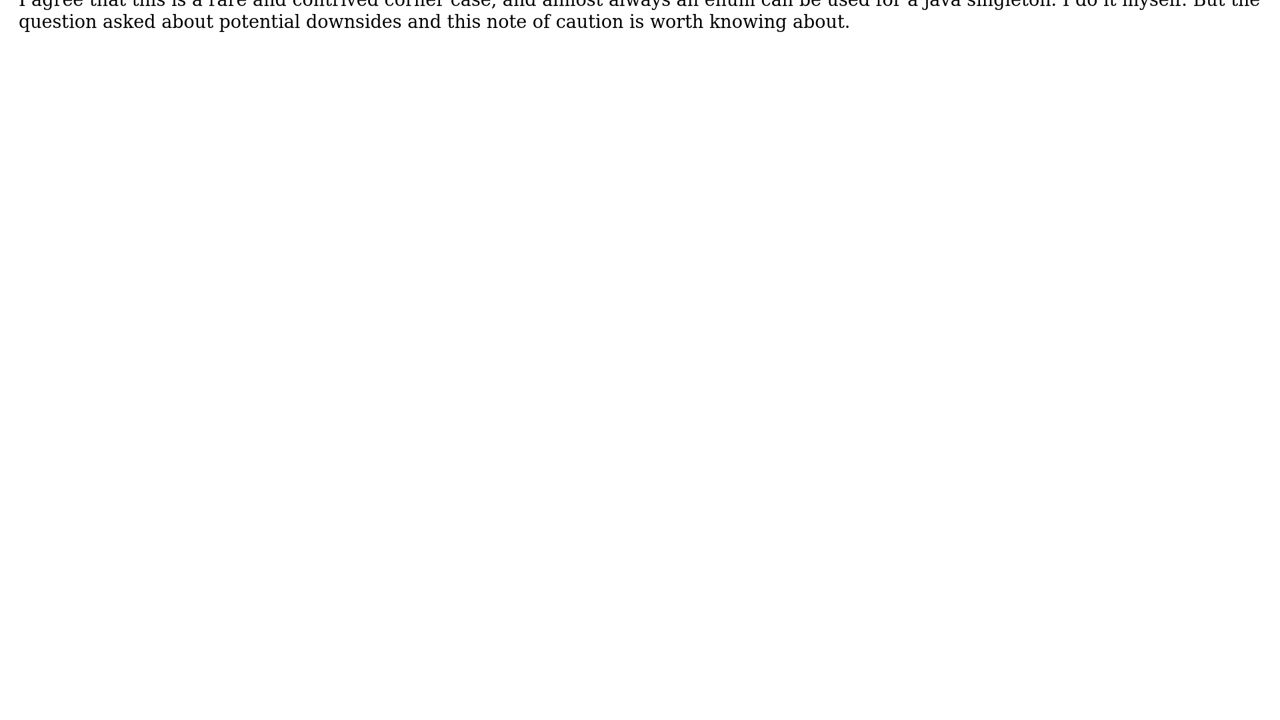 I agree that this is a rare and contrived corner case, and almost always an enum can be used for a Java singleton. I do it myself. But the
question asked about potential downsides and this note of caution is worth knowing about.